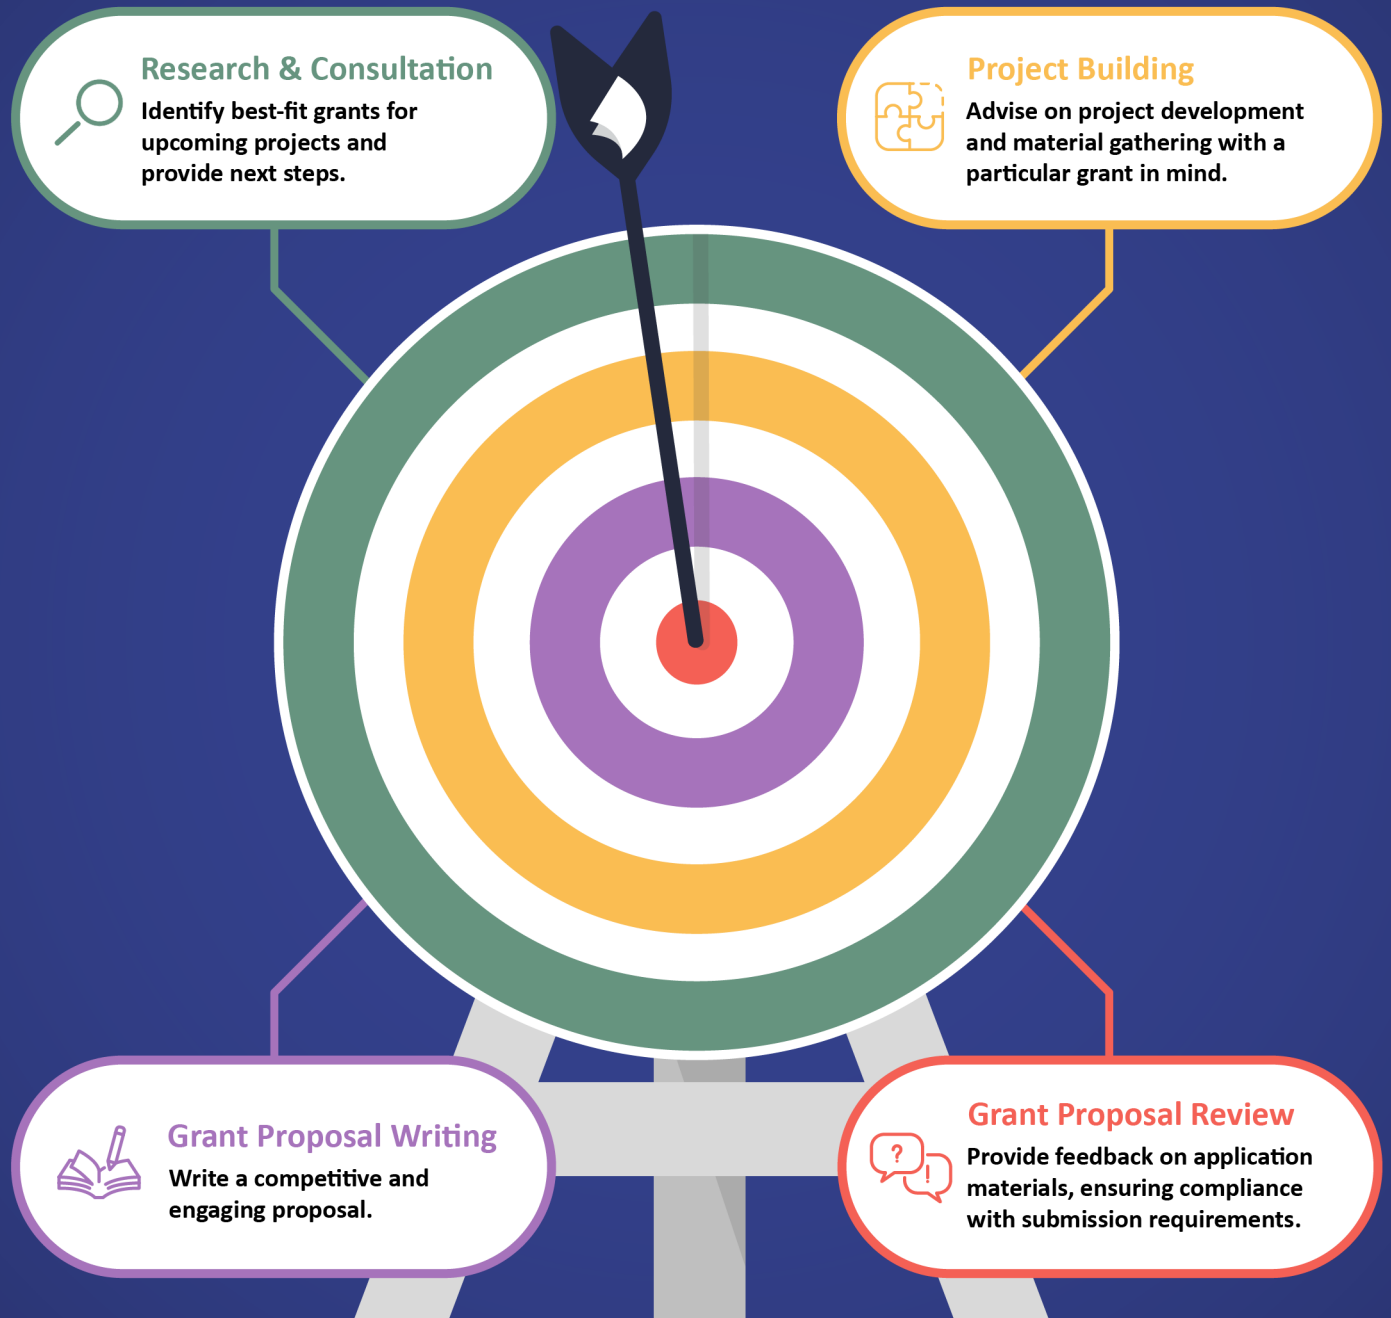 Research & Consultation
Identify best-fit grants for
upcoming projects and
provide next steps.
Project Building
Advise on project development
and material gathering with a
particular grant in mind.
Grant Proposal Writing
Write a competitive and
engaging proposal.
Grant Proposal Review
Provide feedback on application
materials, ensuring compliance
with submission requirements.
?
!